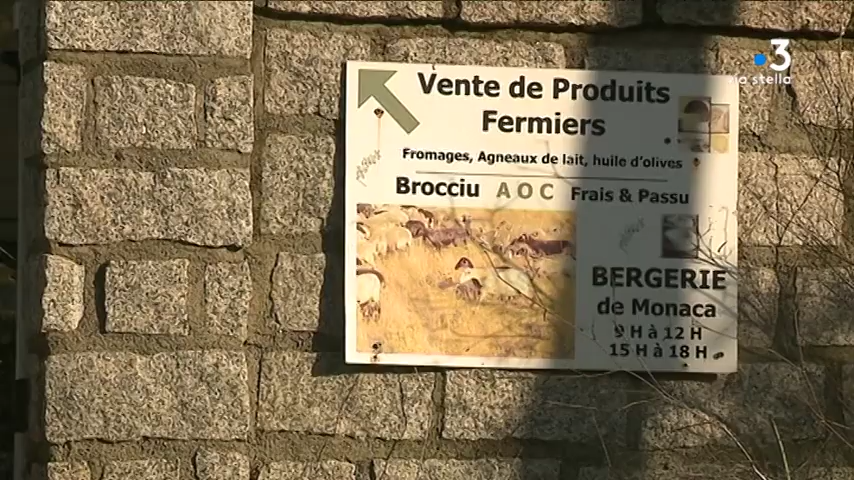 3
via stella
Vente de Produits
Fermiers
Fromages, Agneaux de lait, huile d'olives
Brocciu AOC Frais & Passu
BERGERIE
de Monaca
9 H à 12 H
15 H à 18 H